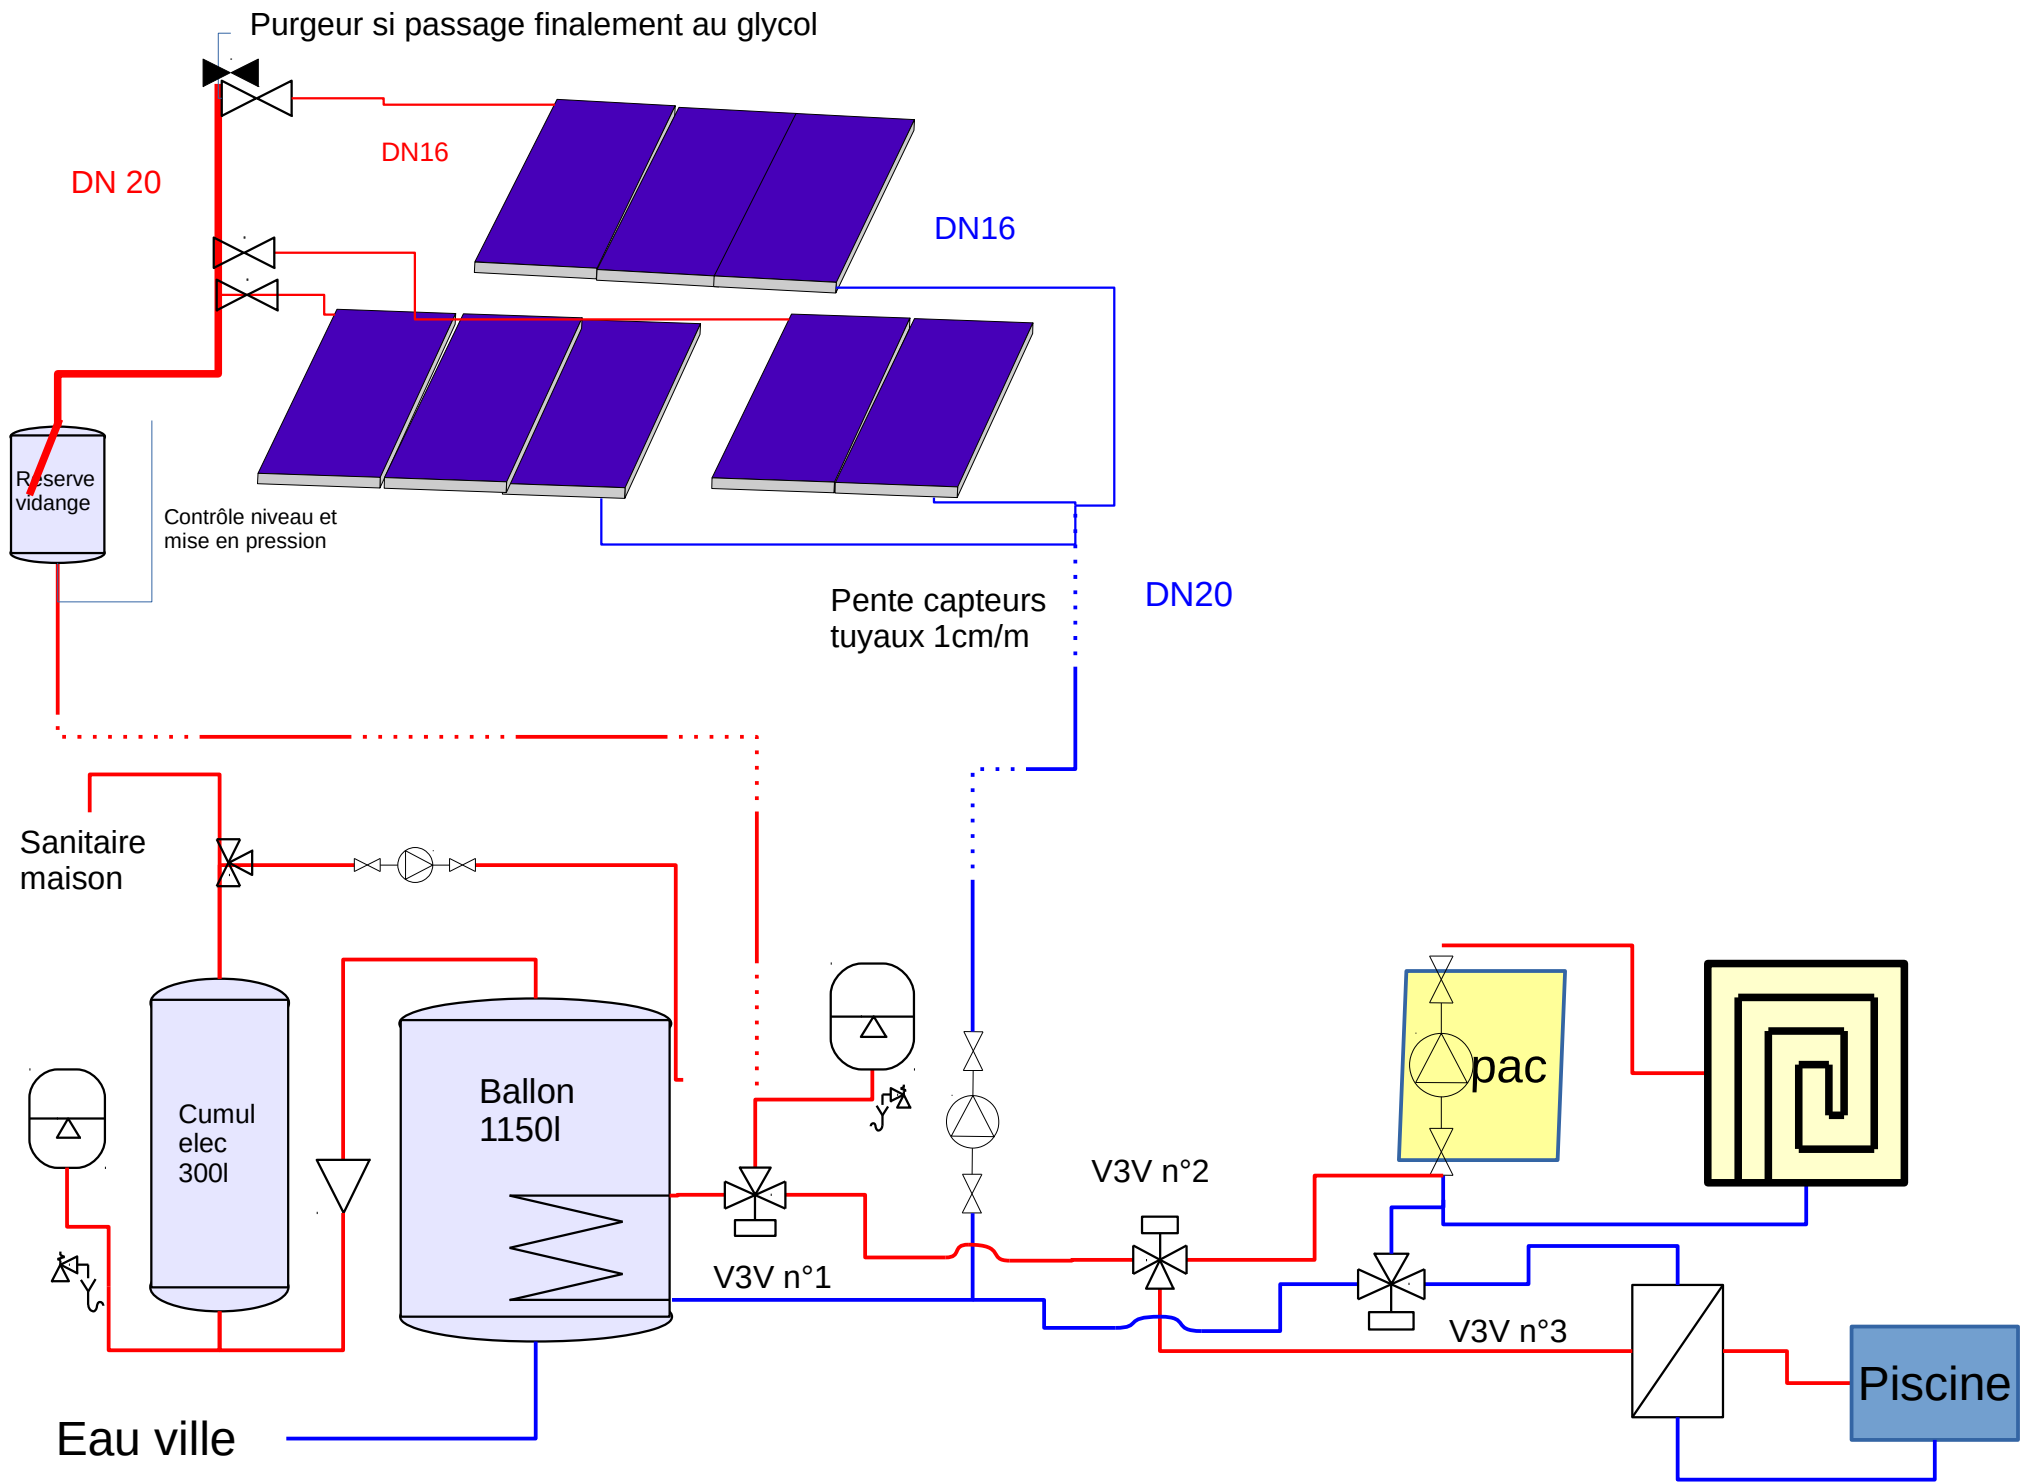 Purgeur si passage finalement au glycol
DN16
DN 20
DN16
Réserve
vidange
Contrôle niveau et
mise en pression
Pente capteurs
tuyaux 1cm/m
DN20
Sanitaire
maison
Cumul
elec
300l
Ballon
1150l
pac
V3V n°2
V3V n°1
V3V n°3
Piscine
Eau ville